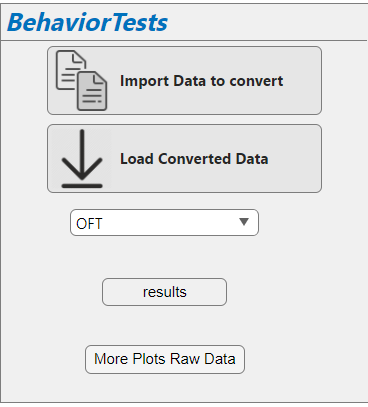 BehaviorTests
Import Data to convert
Load Converted Data
OFT
results
More Plots Raw Data